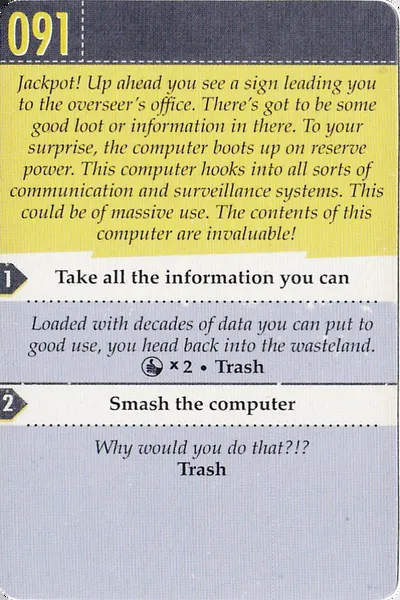 091
Jackpot! Up ahead you see a sign leading you
to the overseer's office. There's got to be some
good loot or information in there. To your
surprise, the computer boots up on reserve
power. This computer hooks into all sorts of
communication and surveillance systems. This
could be of massive use. The contents of this
computer are invaluable!
1 Take all the information you can
Loaded with decades of data you can put to
good use, you head back into the wasteland.
x 2 • Trash
2 Smash the computer
Why would you do that?!?
Trash